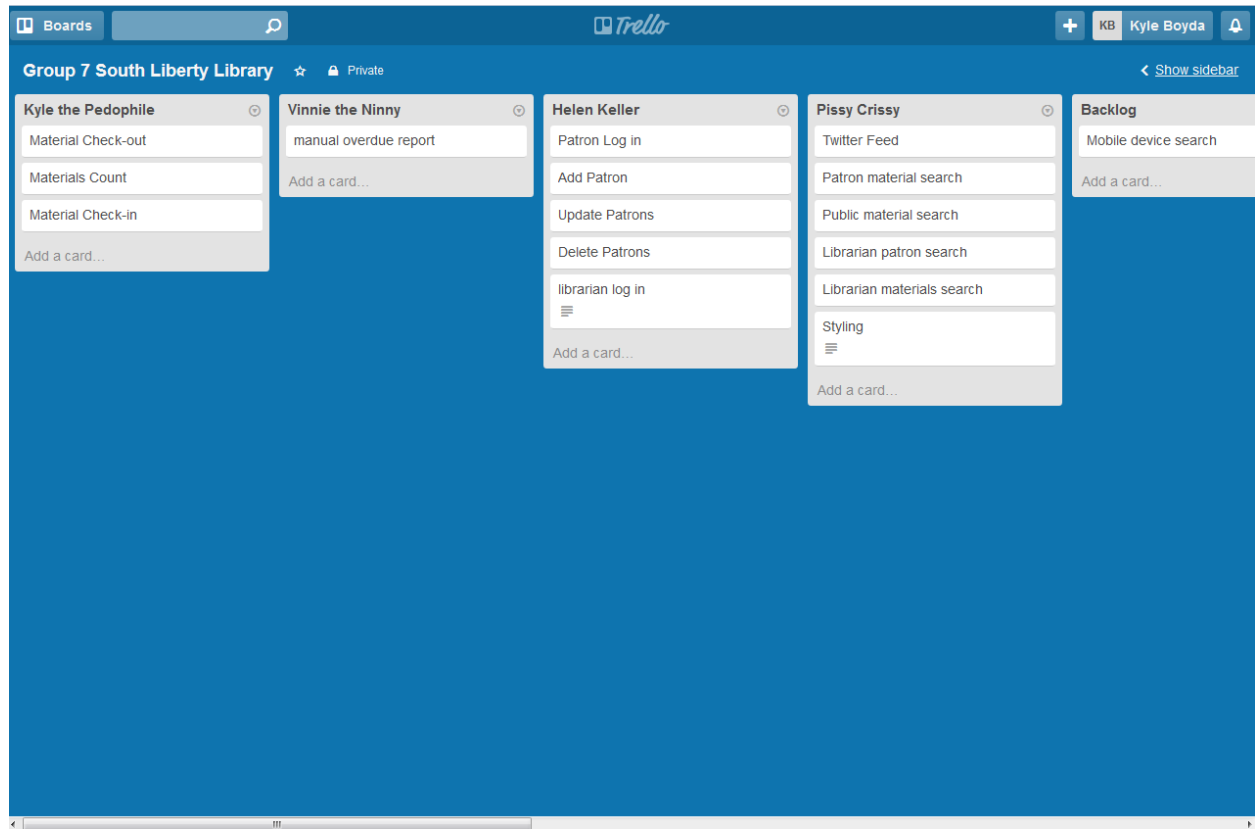 Boards
Trello
KB Kyle Boyda
Group 7 South Liberty Library
Private
Show sidebar
Kyle the Pedophile
Material Check-out
Materials Count
Material Check-in
Add a card...
Vinnie the Ninny
manual overdue report
Add a card...
Helen Keller
Patron Log in
Add Patron
Update Patrons
Delete Patrons
librarian log in
Add a card...
Pissy Crissy
Twitter Feed
Patron material search
Public material search
Librarian patron search
Librarian materials search
Styling
Add a card...
Backlog
Mobile device search
Add a card...